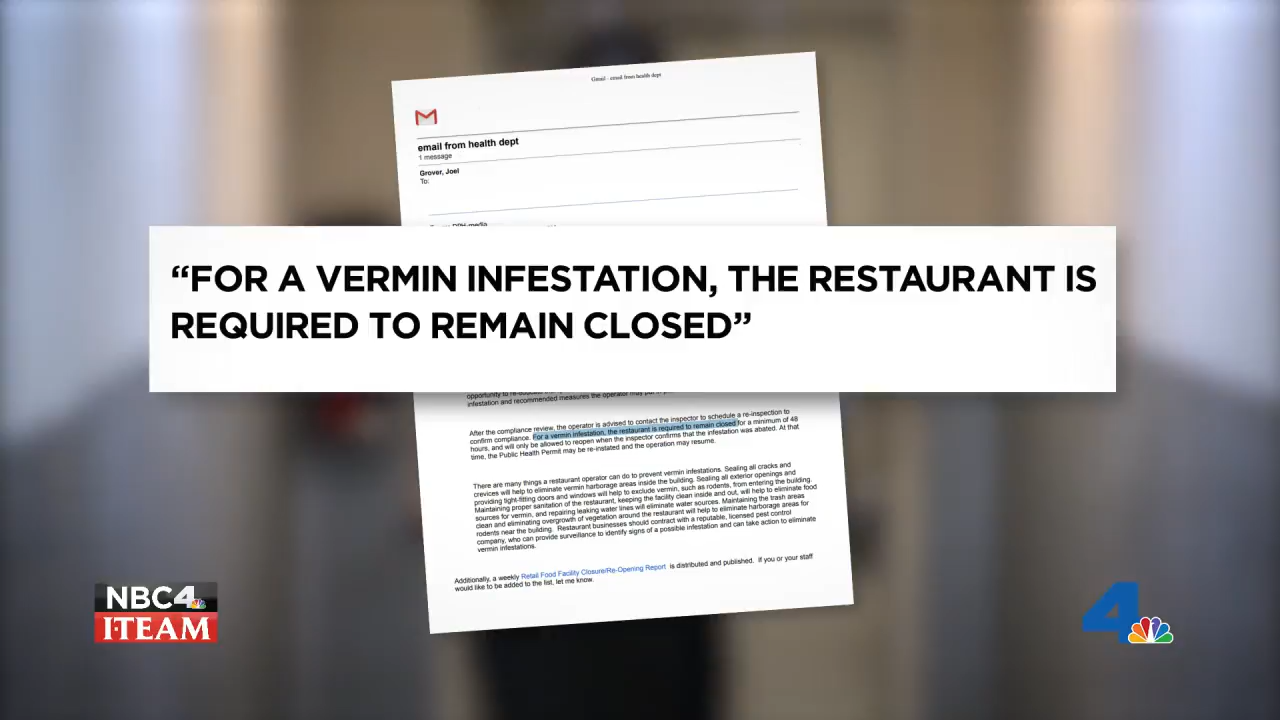 Gmail - email from health dept
email from health dept
1 message
Grover, Joel
To:
DPH-media
“FOR A VERMIN INFESTATION, THE RESTAURANT IS
REQUIRED TO REMAIN CLOSED”
infestation and recommended measures the operator may put in
After the compliance review, the operator is advised to contact the inspector to schedule a re-inspection to
confirm compliance. For a vermin infestation, the restaurant is required to remain closed for a minimum of 48
hours, and will only be allowed to reopen when the inspector confirms that the infestation was abated. At that
time, the Public Health Permit may be re-instated and the operation may resume.
There are many things a restaurant operator can do to prevent vermin infestations. Sealing all cracks and
crevices will help to eliminate vermin harborage areas inside the building. Sealing all exterior openings and
providing tight-fitting doors and windows will help to exclude vermin, such as rodents, from entering the building.
Maintaining proper sanitation of the restaurant, keeping the facility clean inside and out, will help to eliminate food
sources for vermin, and repairing leaking water lines will eliminate water sources. Maintaining the trash areas
clean and eliminating overgrowth of vegetation around the restaurant will help to eliminate harborage areas for
rodents near the building. Restaurant businesses should contract with a reputable, licensed pest control
company, who can provide surveillance to identify signs of a possible infestation and can take action to eliminate
vermin infestations.
Additionally, a weekly Retail Food Facility Closure/Re-Opening Report is distributed and published. If you or your staff
would like to be added to the list, let me know.
NBC4
I-TEAM
4